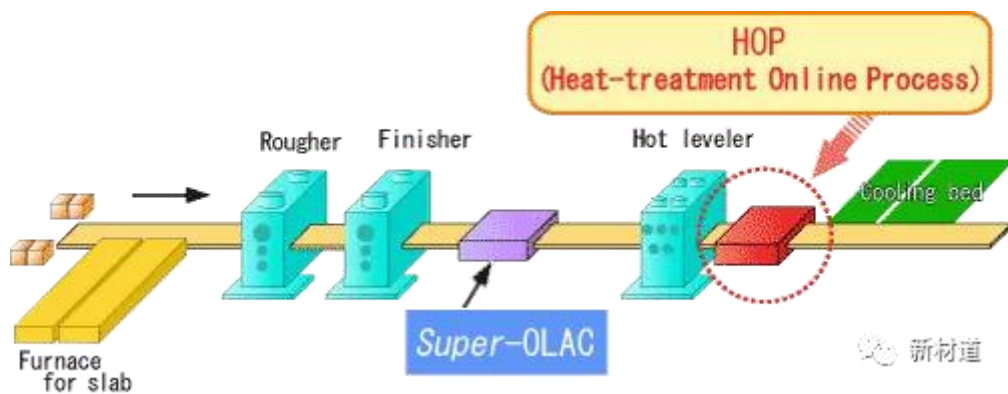 HOP
(Heat-treatment Online Process)
Rougher
Finisher
Hot leveler
Cooling bed
Super-OLAC
Furnace
for slab
新材道